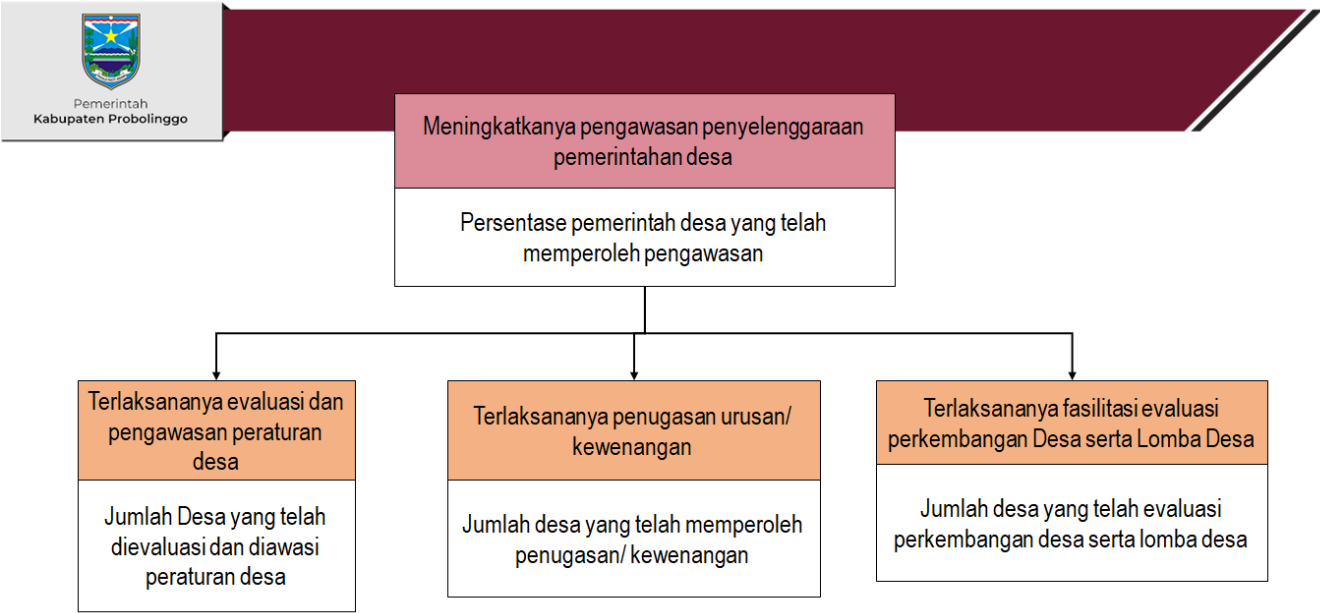 Pemerintah
Kabupaten Probolinggo
Meningkatkanya pengawasan penyelenggaraan
pemerintahan desa
Persentase pemerintah desa yang telah
memperoleh pengawasan
Terlaksananya evaluasi dan
pengawasan peraturan
desa
Jumlah Desa yang telah
dievaluasi dan diawasi
peraturan desa
Terlaksananya penugasan urusan/
kewenangan
Jumlah desa yang telah memperoleh
penugasan/ kewenangan
Terlaksananya fasilitasi evaluasi
perkembangan Desa serta Lomba Desa
Jumlah desa yang telah evaluasi
perkembangan desa serta lomba desa